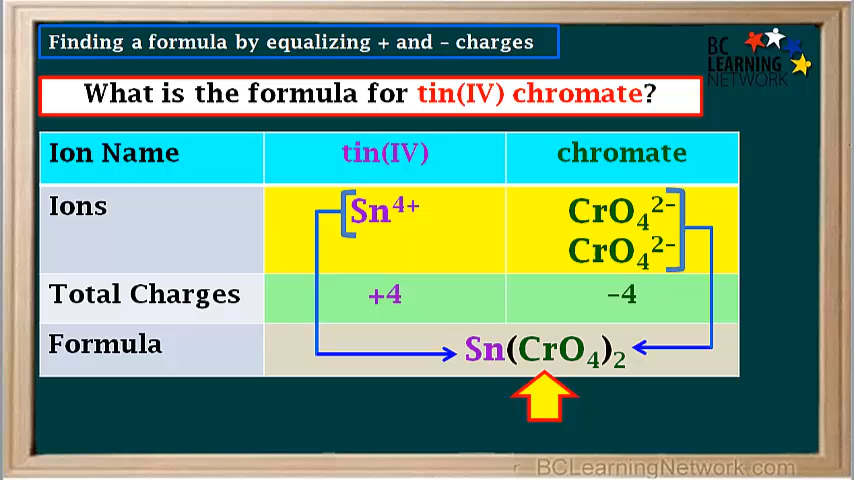 Finding a formula by equalizing + and – charges
BC
LEARNING
NETWORK
What is the formula for tin(IV) chromate?
Ion Name tin(IV) chromate
Ions Sn⁴⁺ CrO₄²⁻
CrO₄²⁻
Total Charges +4 –4
Formula Sn(CrO₄)₂
BCLearningNetwork.com